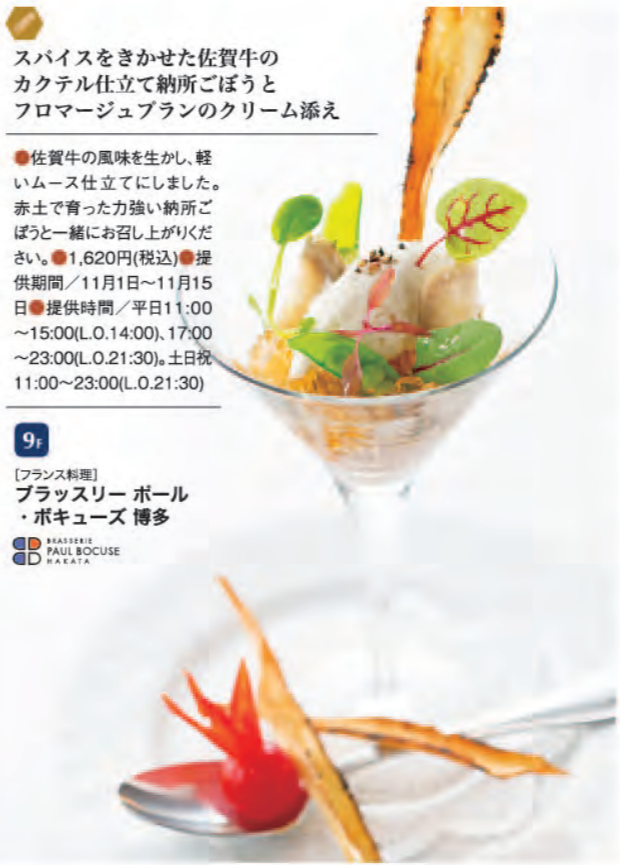 スパイスをきかせた佐賀牛の
カクテル仕立て納所ごぼうと
フロマージュブランのクリーム添え
●佐賀牛の風味を生かし、軽
いムース仕立てにしました。
赤土で育った力強い納所ご
ぼうと一緒にお召し上がりくだ
さい。●1,620円(税込)●提
供期間／11月1日～11月15
日●提供時間／平日11:00
～15:00(L.O.14:00)、17:00
～23:00(L.O.21:30)。土日祝
11:00～23:00(L.O.21:30)
9F
[フランス料理]
ブラッスリー ポール
・ボキューズ 博多
BRASSERIE
PAUL BOCUSE
HAKATA